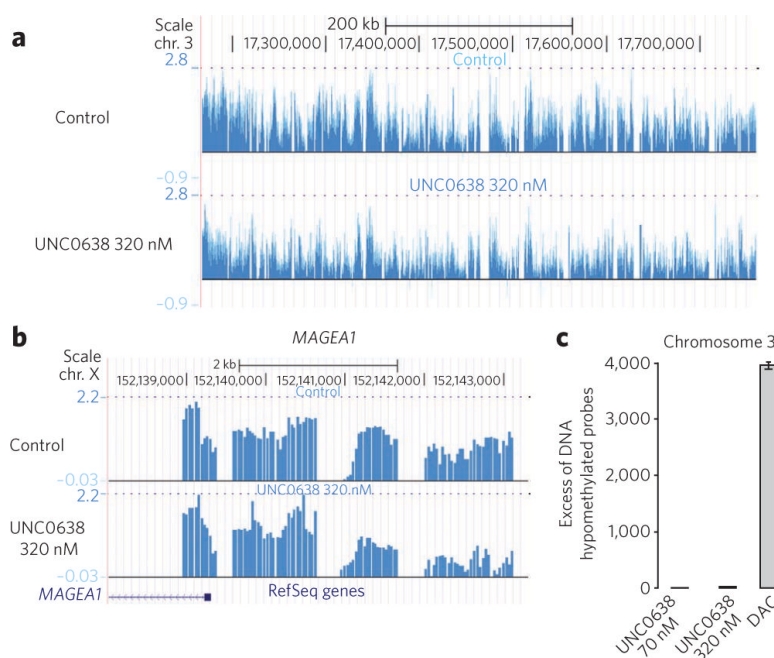 a
Scale
200 kb
chr. 3
17,300,000
17,400,000
17,500,000
17,600,000
17,700,000
2.8
Control
Control
−0.9
2.8
UNC0638 320 nM
UNC0638 320 nM
−0.9
b
MAGEA1
Scale
2 kb
chr. X
152,139,000
152,140,000
152,141,000
152,142,000
152,143,000
2.2
Control
Control
−0.03
2.2
UNC0638 320 nM
UNC0638
320 nM
−0.03
MAGEA1
RefSeq genes
c
Chromosome 3
4,000
3,000
2,000
1,000
0
Excess of DNA
hypomethylated probes
UNC0638
70 nM
UNC0638
320 nM
DAC